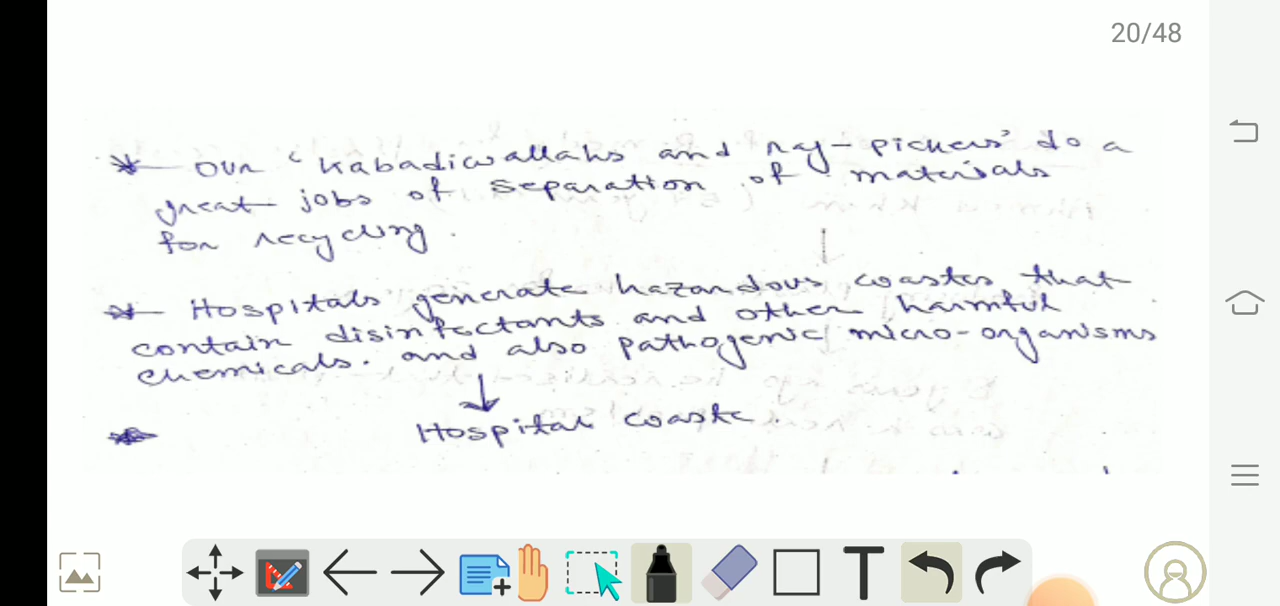 20/48
* Our 'Kabadiwallahs and rag-pickers' do a
great jobs of separation of materials
for recycling.
* Hospitals generate hazardous wastes that
contain disinfectants and other harmful
chemicals. and also pathogenic micro-organisms
↓
* Hospital waste.
T